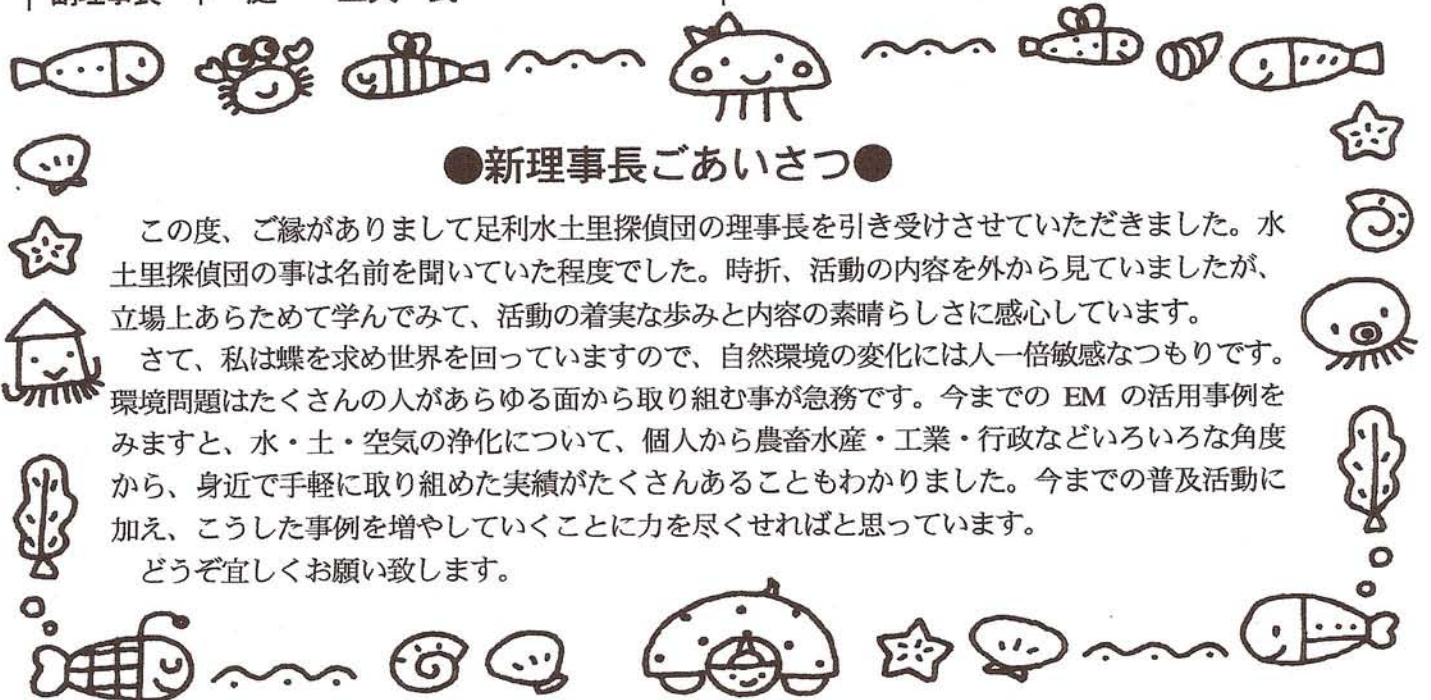 ●新理事長ごあいさつ●
この度、ご縁がありまして足利水土里探偵団の理事長を引き受けさせていただきました。水
土里探偵団の事は名前を聞いていた程度でした。時折、活動の内容を外から見ていましたが、
立場上あらためて学んでみて、活動の着実な歩みと内容の素晴らしさに感心しています。
さて、私は蝶を求め世界を回っていますので、自然環境の変化には人一倍敏感なつもりです。
環境問題はたくさんの人があらゆる面から取り組む事が急務です。今までの EM の活用事例を
みますと、水・土・空気の浄化について、個人から農畜水産・工業・行政などいろいろな角度
から、身近で手軽に取り組めた実績がたくさんあることもわかりました。今までの普及活動に
加え、こうした事例を増やしていくことに力を尽くせればと思っています。
どうぞ宜しくお願い致します。